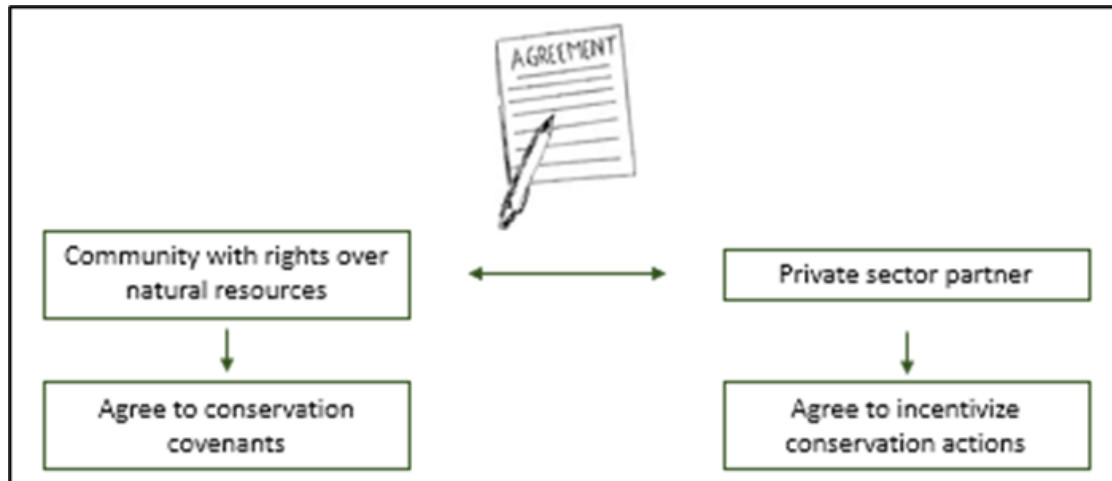 AGREEMENT
Community with rights over
natural resources
Private sector partner
Agree to conservation
covenants
Agree to incentivize
conservation actions